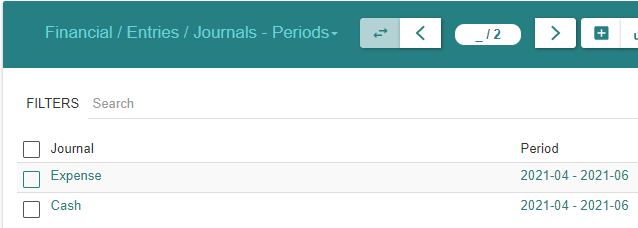 Financial / Entries / Journals - Periods
_ / 2
FILTERS Search
Journal Period
Expense 2021-04 - 2021-06
Cash 2021-04 - 2021-06